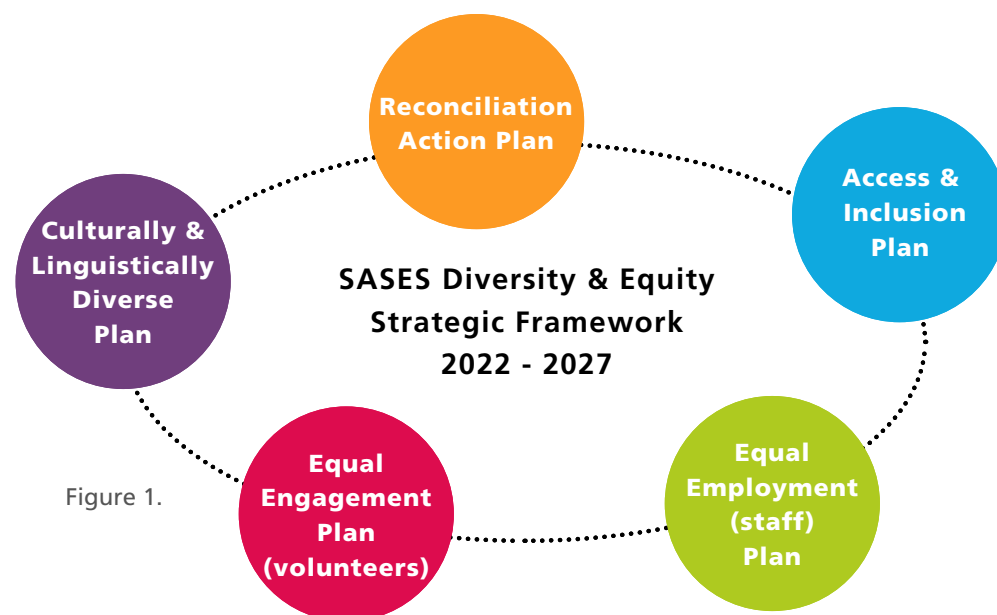 Reconciliation
Action Plan
Access &
Inclusion
Plan
Culturally &
Linguistically
Diverse
Plan
SASES Diversity & Equity
Strategic Framework
2022 - 2027
Equal
Engagement
Plan
(volunteers)
Equal
Employment
(staff)
Plan
Figure 1.